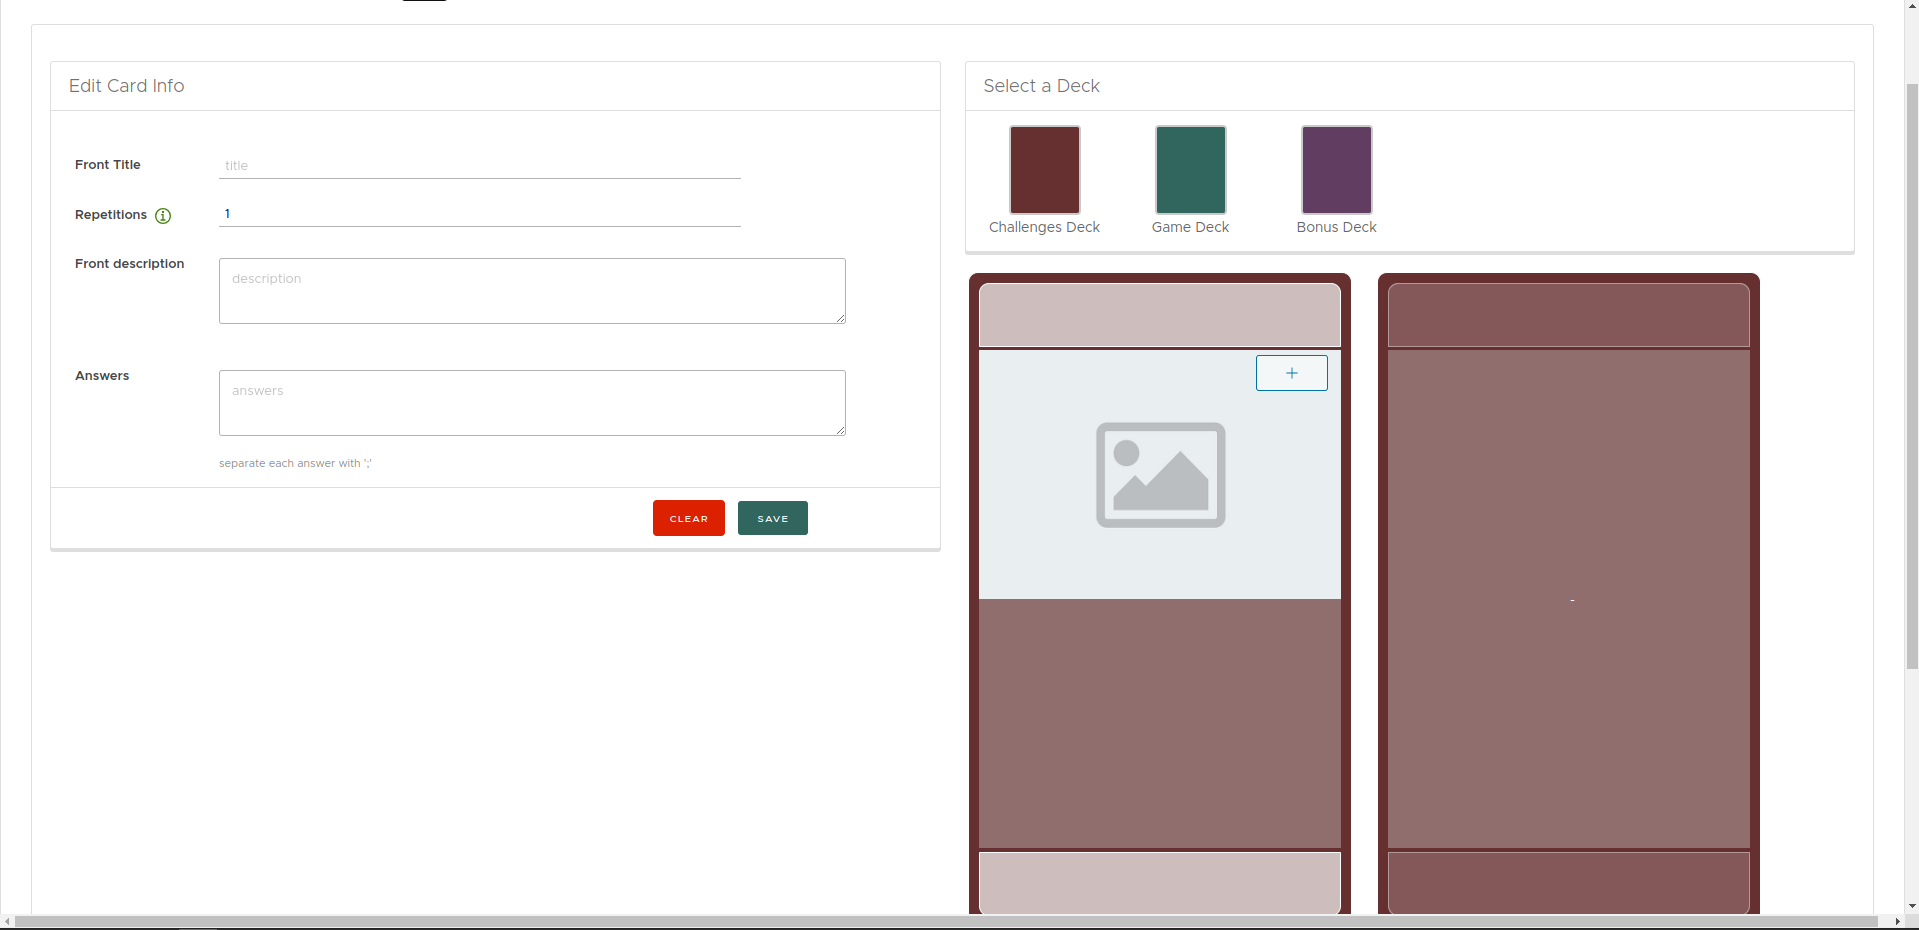 Edit Card Info
Front Title
title
Repetitions
1
Front description
description
Answers
answers
separate each answer with ';'
CLEAR
SAVE
Select a Deck
Challenges Deck
Game Deck
Bonus Deck
+
-